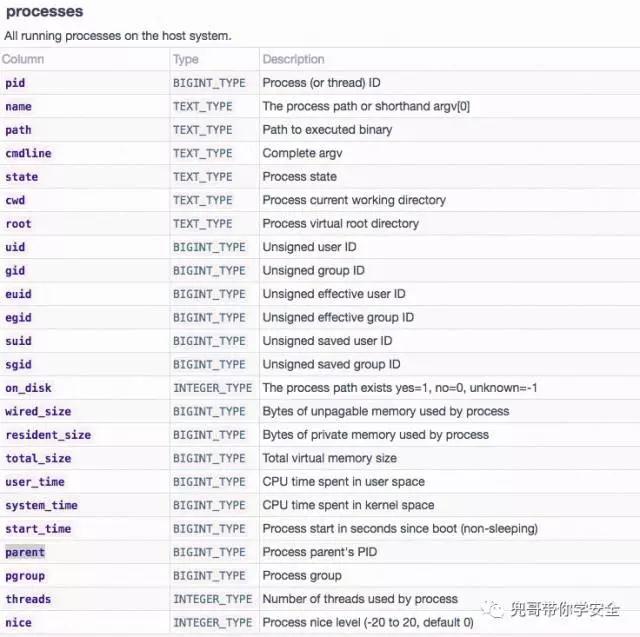 processes
All running processes on the host system.
Column Type Description
pid BIGINT_TYPE Process (or thread) ID
name TEXT_TYPE The process path or shorthand argv[0]
path TEXT_TYPE Path to executed binary
cmdline TEXT_TYPE Complete argv
state TEXT_TYPE Process state
cwd TEXT_TYPE Process current working directory
root TEXT_TYPE Process virtual root directory
uid BIGINT_TYPE Unsigned user ID
gid BIGINT_TYPE Unsigned group ID
euid BIGINT_TYPE Unsigned effective user ID
egid BIGINT_TYPE Unsigned effective group ID
suid BIGINT_TYPE Unsigned saved user ID
sgid BIGINT_TYPE Unsigned saved group ID
on_disk INTEGER_TYPE The process path exists yes=1, no=0, unknown=-1
wired_size BIGINT_TYPE Bytes of unpagable memory used by process
resident_size BIGINT_TYPE Bytes of private memory used by process
total_size BIGINT_TYPE Total virtual memory size
user_time BIGINT_TYPE CPU time spent in user space
system_time BIGINT_TYPE CPU time spent in kernel space
start_time BIGINT_TYPE Process start in seconds since boot (non-sleeping)
parent BIGINT_TYPE Process parent's PID
pgroup BIGINT_TYPE Process group
threads INTEGER_TYPE Number of threads used by process
nice INTEGER_TYPE Process nice level (-20 to 20, default 0)
兜哥带你学安全